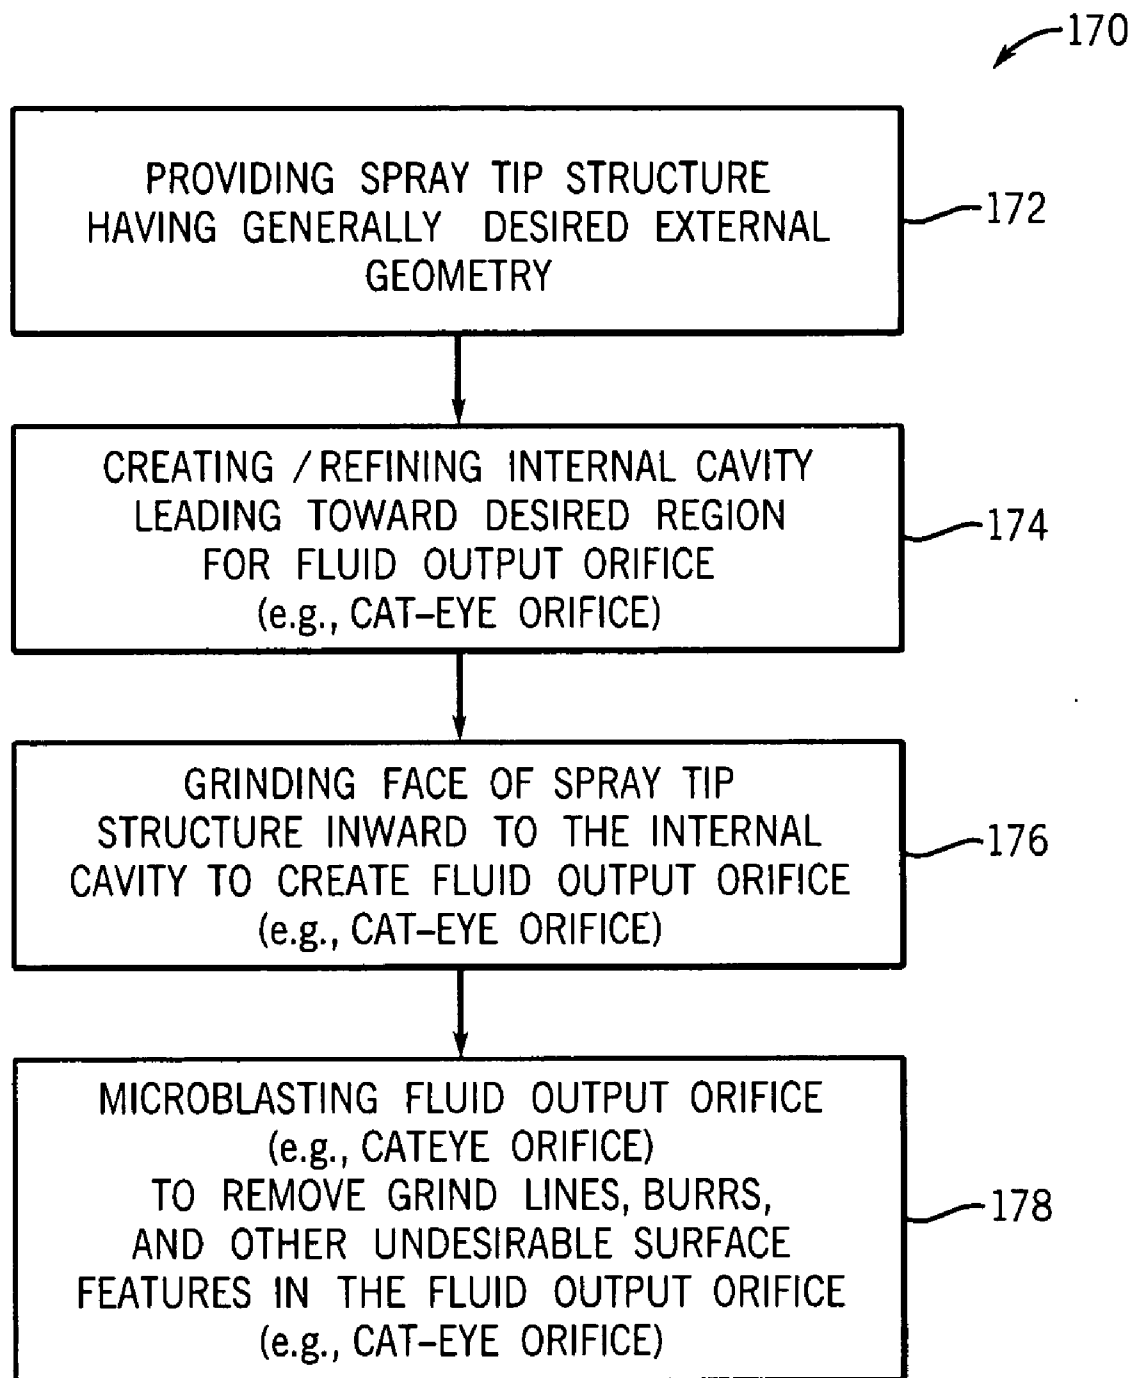 170
PROVIDING SPRAY TIP STRUCTURE
HAVING GENERALLY DESIRED EXTERNAL
GEOMETRY
172
CREATING /REFINING INTERNAL CAVITY
LEADING TOWARD DESIRED REGION
FOR FLUID OUTPUT ORIFICE
(e.g., CAT-EYE ORIFICE)
174
GRINDING FACE OF SPRAY TIP
STRUCTURE INWARD TO THE INTERNAL
CAVITY TO CREATE FLUID OUTPUT ORIFICE
(e.g., CAT-EYE ORIFICE)
176
MICROBLASTING FLUID OUTPUT ORIFICE
(e.g., CATEYE ORIFICE)
TO REMOVE GRIND LINES, BURRS,
AND OTHER UNDESIRABLE SURFACE
FEATURES IN THE FLUID OUTPUT ORIFICE
(e.g., CAT-EYE ORIFICE)
178